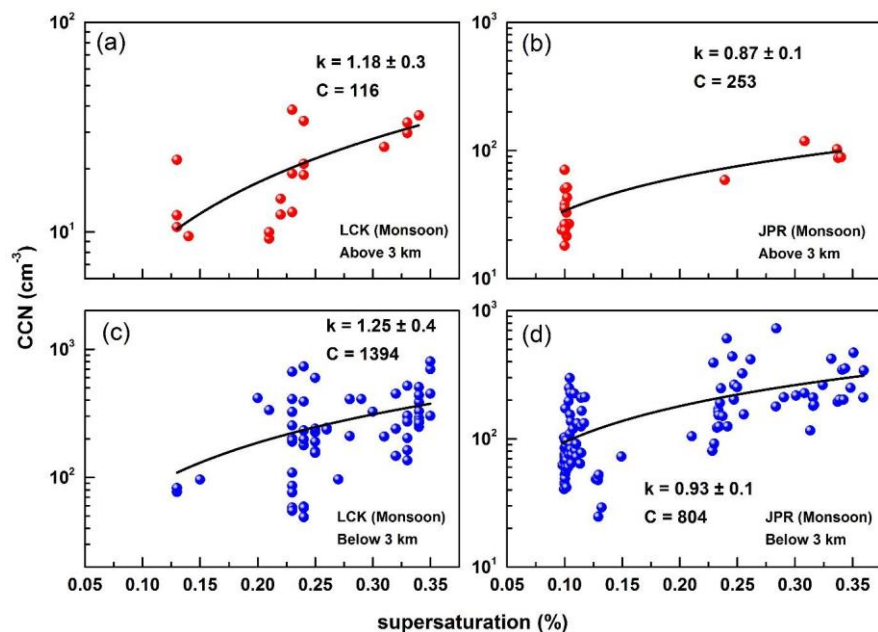 (a)
k = 1.18 ± 0.3
C = 116
LCK (Monsoon)
Above 3 km
10²
10¹
(b)
k = 0.87 ± 0.1
C = 253
JPR (Monsoon)
Above 3 km
10³
10²
10¹
CCN (cm⁻³)
(c)
k = 1.25 ± 0.4
C = 1394
LCK (Monsoon)
Below 3 km
10³
10²
0.05 0.10 0.15 0.20 0.25 0.30 0.35
(d)
k = 0.93 ± 0.1
C = 804
JPR (Monsoon)
Below 3 km
10³
10²
10¹
0.05 0.10 0.15 0.20 0.25 0.30 0.35
supersaturation (%)